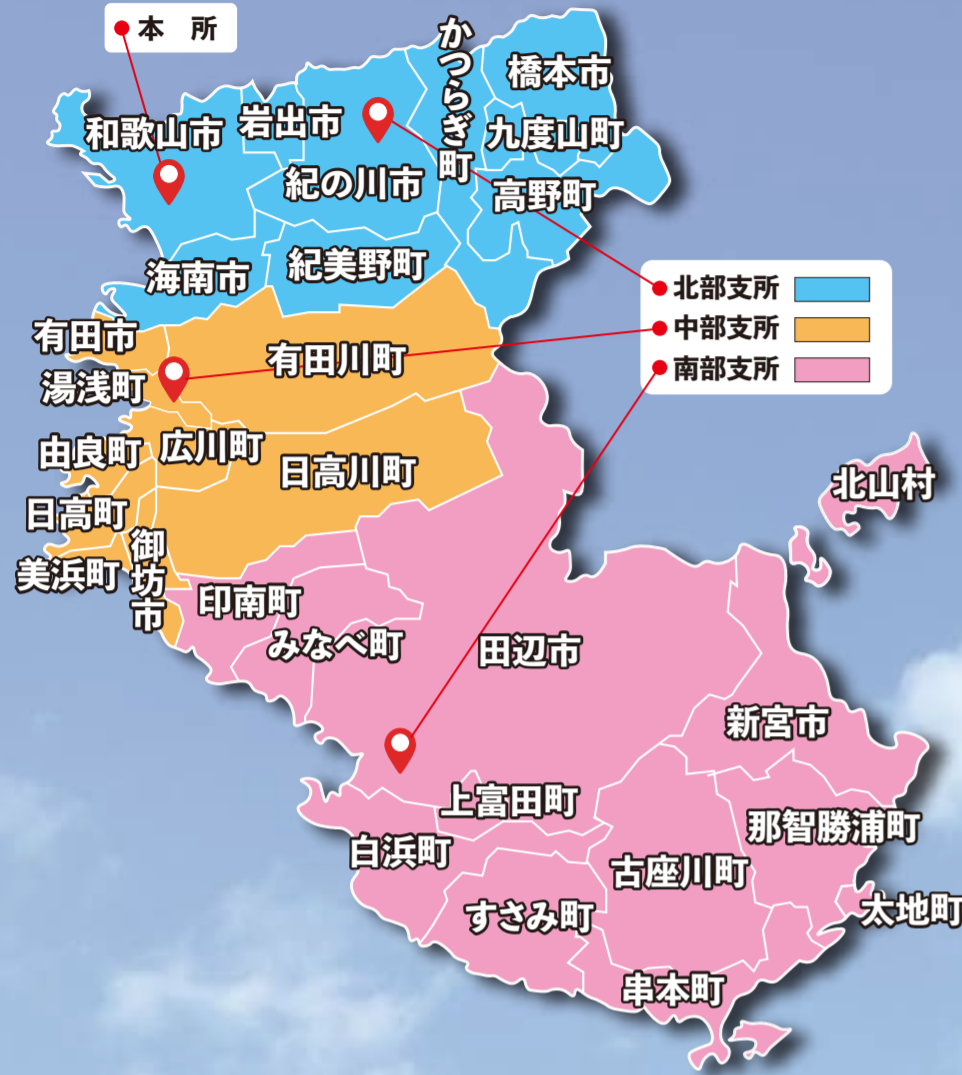 本 所
かつらぎ町
橋本市
和歌山市
岩出市
九度山町
紀の川市
高野町
海南市
紀美野町
北部支所
中部支所
南部支所
有田市
有田川町
湯浅町
由良町
広川町
日高川町
北山村
日高町
御坊市
美浜町
印南町
みなべ町
田辺市
新宮市
上富田町
那智勝浦町
白浜町
古座川町
すさみ町
太地町
串本町